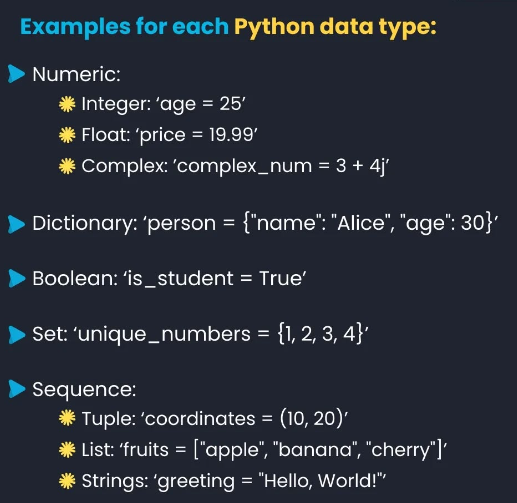 Examples for each Python data type:
Numeric:
Integer: ‘age = 25’
Float: ‘price = 19.99’
Complex: ’complex_num = 3 + 4j’
Dictionary: ‘person = {"name": "Alice", "age": 30}’
Boolean: ‘is_student = True’
Set: ‘unique_numbers = {1, 2, 3, 4}’
Sequence:
Tuple: ‘coordinates = (10, 20)’
List: ‘fruits = ["apple", "banana", "cherry"]’
Strings: ‘greeting = "Hello, World!"’